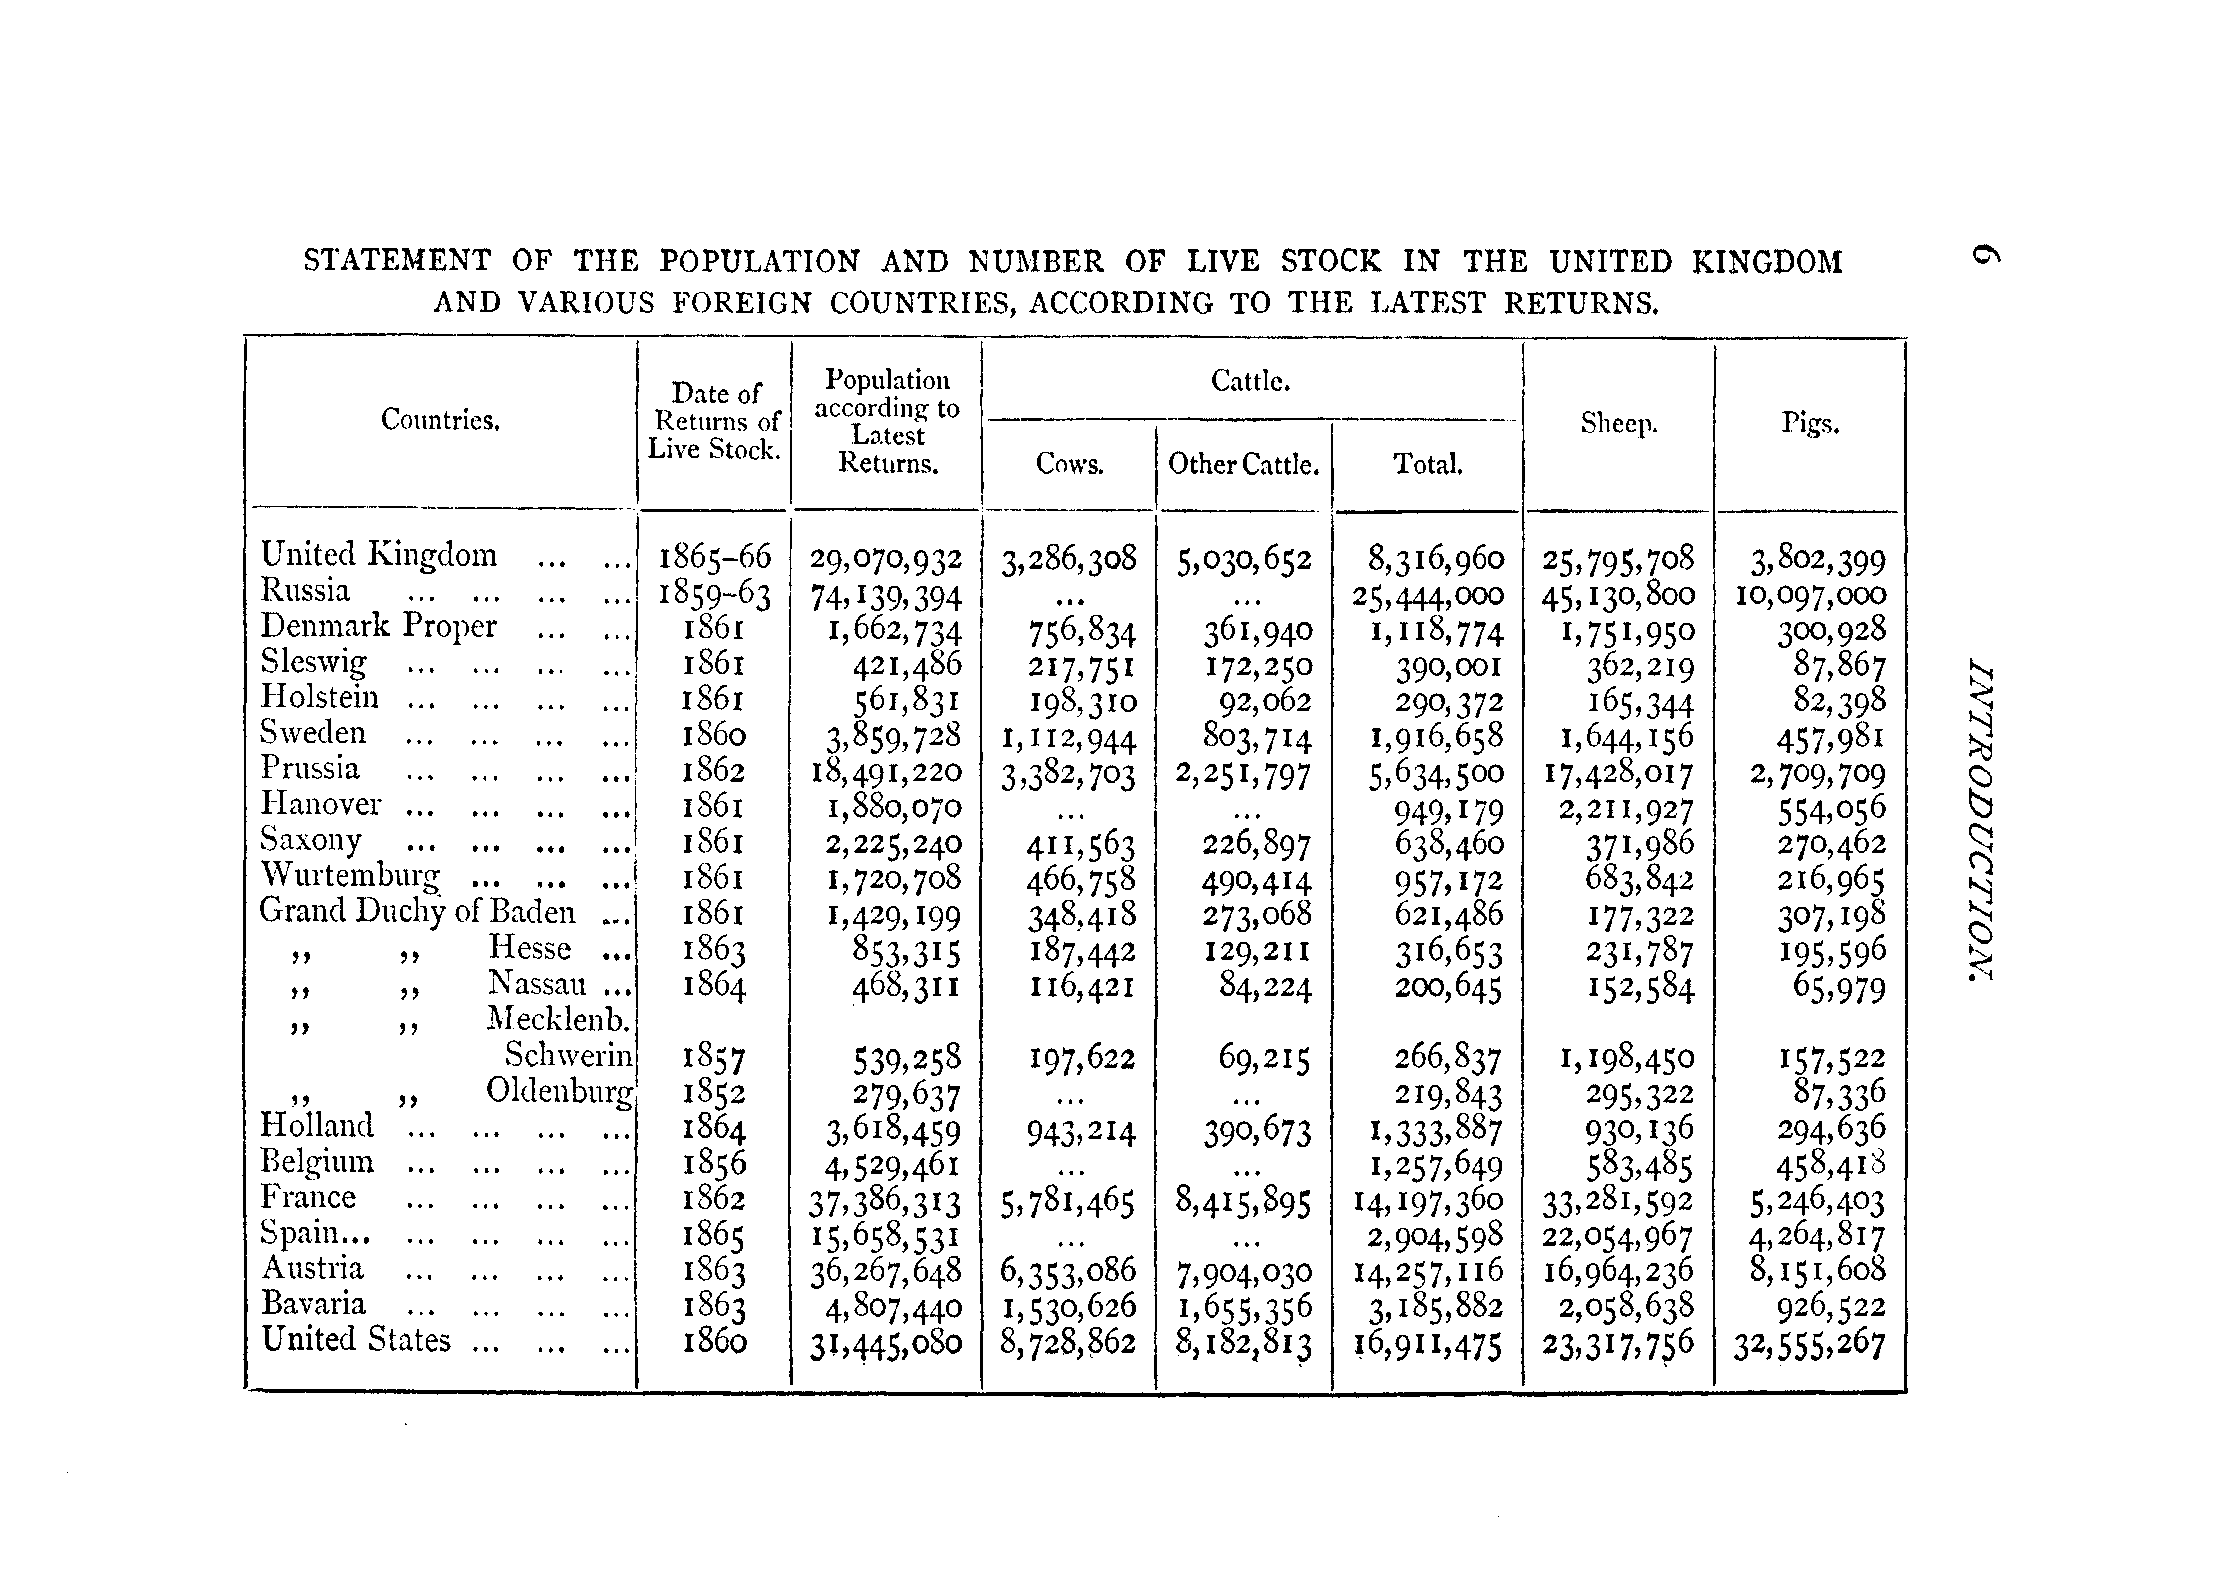 STATEMENT OF THE POPULATION AND NUMBER OF LIVE STOCK IN THE UNITED KINGDOM
AND VARIOUS FOREIGN COUNTRIES, ACCORDING TO THE LATEST RETURNS.
6
INTRODUCTION.
Countries. Date of Returns of Live Stock. Population according to Latest Returns. Cattle. Sheep. Pigs.
Cows. Other Cattle. Total.
United Kingdom ... ... 1865-66 29,070,932 3,286,308 5,030,652 8,316,960 25,795,708 3,802,399
Russia ... ... ... ... 1859-63 74,139,394 ... ... 25,444,000 45,130,800 10,097,000
Denmark Proper ... ... 1861 1,662,734 756,834 361,940 1,118,774 1,751,950 300,928
Sleswig ... ... ... ... 1861 421,486 217,751 172,250 390,001 362,219 87,867
Holstein ... ... ... ... 1861 561,831 198,310 92,062 290,372 165,344 82,398
Sweden ... ... ... ... 1860 3,859,728 1,112,944 803,714 1,916,658 1,644,156 457,981
Prussia ... ... ... ... 1862 18,491,220 3,382,703 2,251,797 5,634,500 17,428,017 2,709,709
Hanover ... ... ... ... 1861 1,880,070 ... ... 949,179 2,211,927 554,056
Saxony ... ... ... ... 1861 2,225,240 411,563 226,897 638,460 371,986 270,462
Wurtemburg ... ... ... 1861 1,720,708 466,758 490,414 957,172 683,842 216,965
Grand Duchy of Baden ... 1861 1,429,199 348,418 273,068 621,486 177,322 307,198
,, ,, Hesse ... 1863 853,315 187,442 129,211 316,653 231,787 195,596
,, ,, Nassau ... 1864 468,311 116,421 84,224 200,645 152,584 65,979
,, ,, Mecklenb.
Schwerin 1857 539,258 197,622 69,215 266,837 1,198,450 157,522
,, ,, Oldenburg 1852 279,637 ... ... 219,843 295,322 87,336
Holland ... ... ... ... 1864 3,618,459 943,214 390,673 1,333,887 930,136 294,636
Belgium ... ... ... ... 1856 4,529,461 ... ... 1,257,649 583,485 458,418
France ... ... ... ... 1862 37,386,313 5,781,465 8,415,895 14,197,360 33,281,592 5,246,403
Spain... ... ... ... ... 1865 15,658,531 ... ... 2,904,598 22,054,967 4,264,817
Austria ... ... ... ... 1863 36,267,648 6,353,086 7,904,030 14,257,116 16,964,236 8,151,608
Bavaria ... ... ... ... 1863 4,807,440 1,530,626 1,655,356 3,185,882 2,058,638 926,522
United States ... ... ... 1860 31,445,080 8,728,862 8,182,813 16,911,475 23,317,756 32,555,267